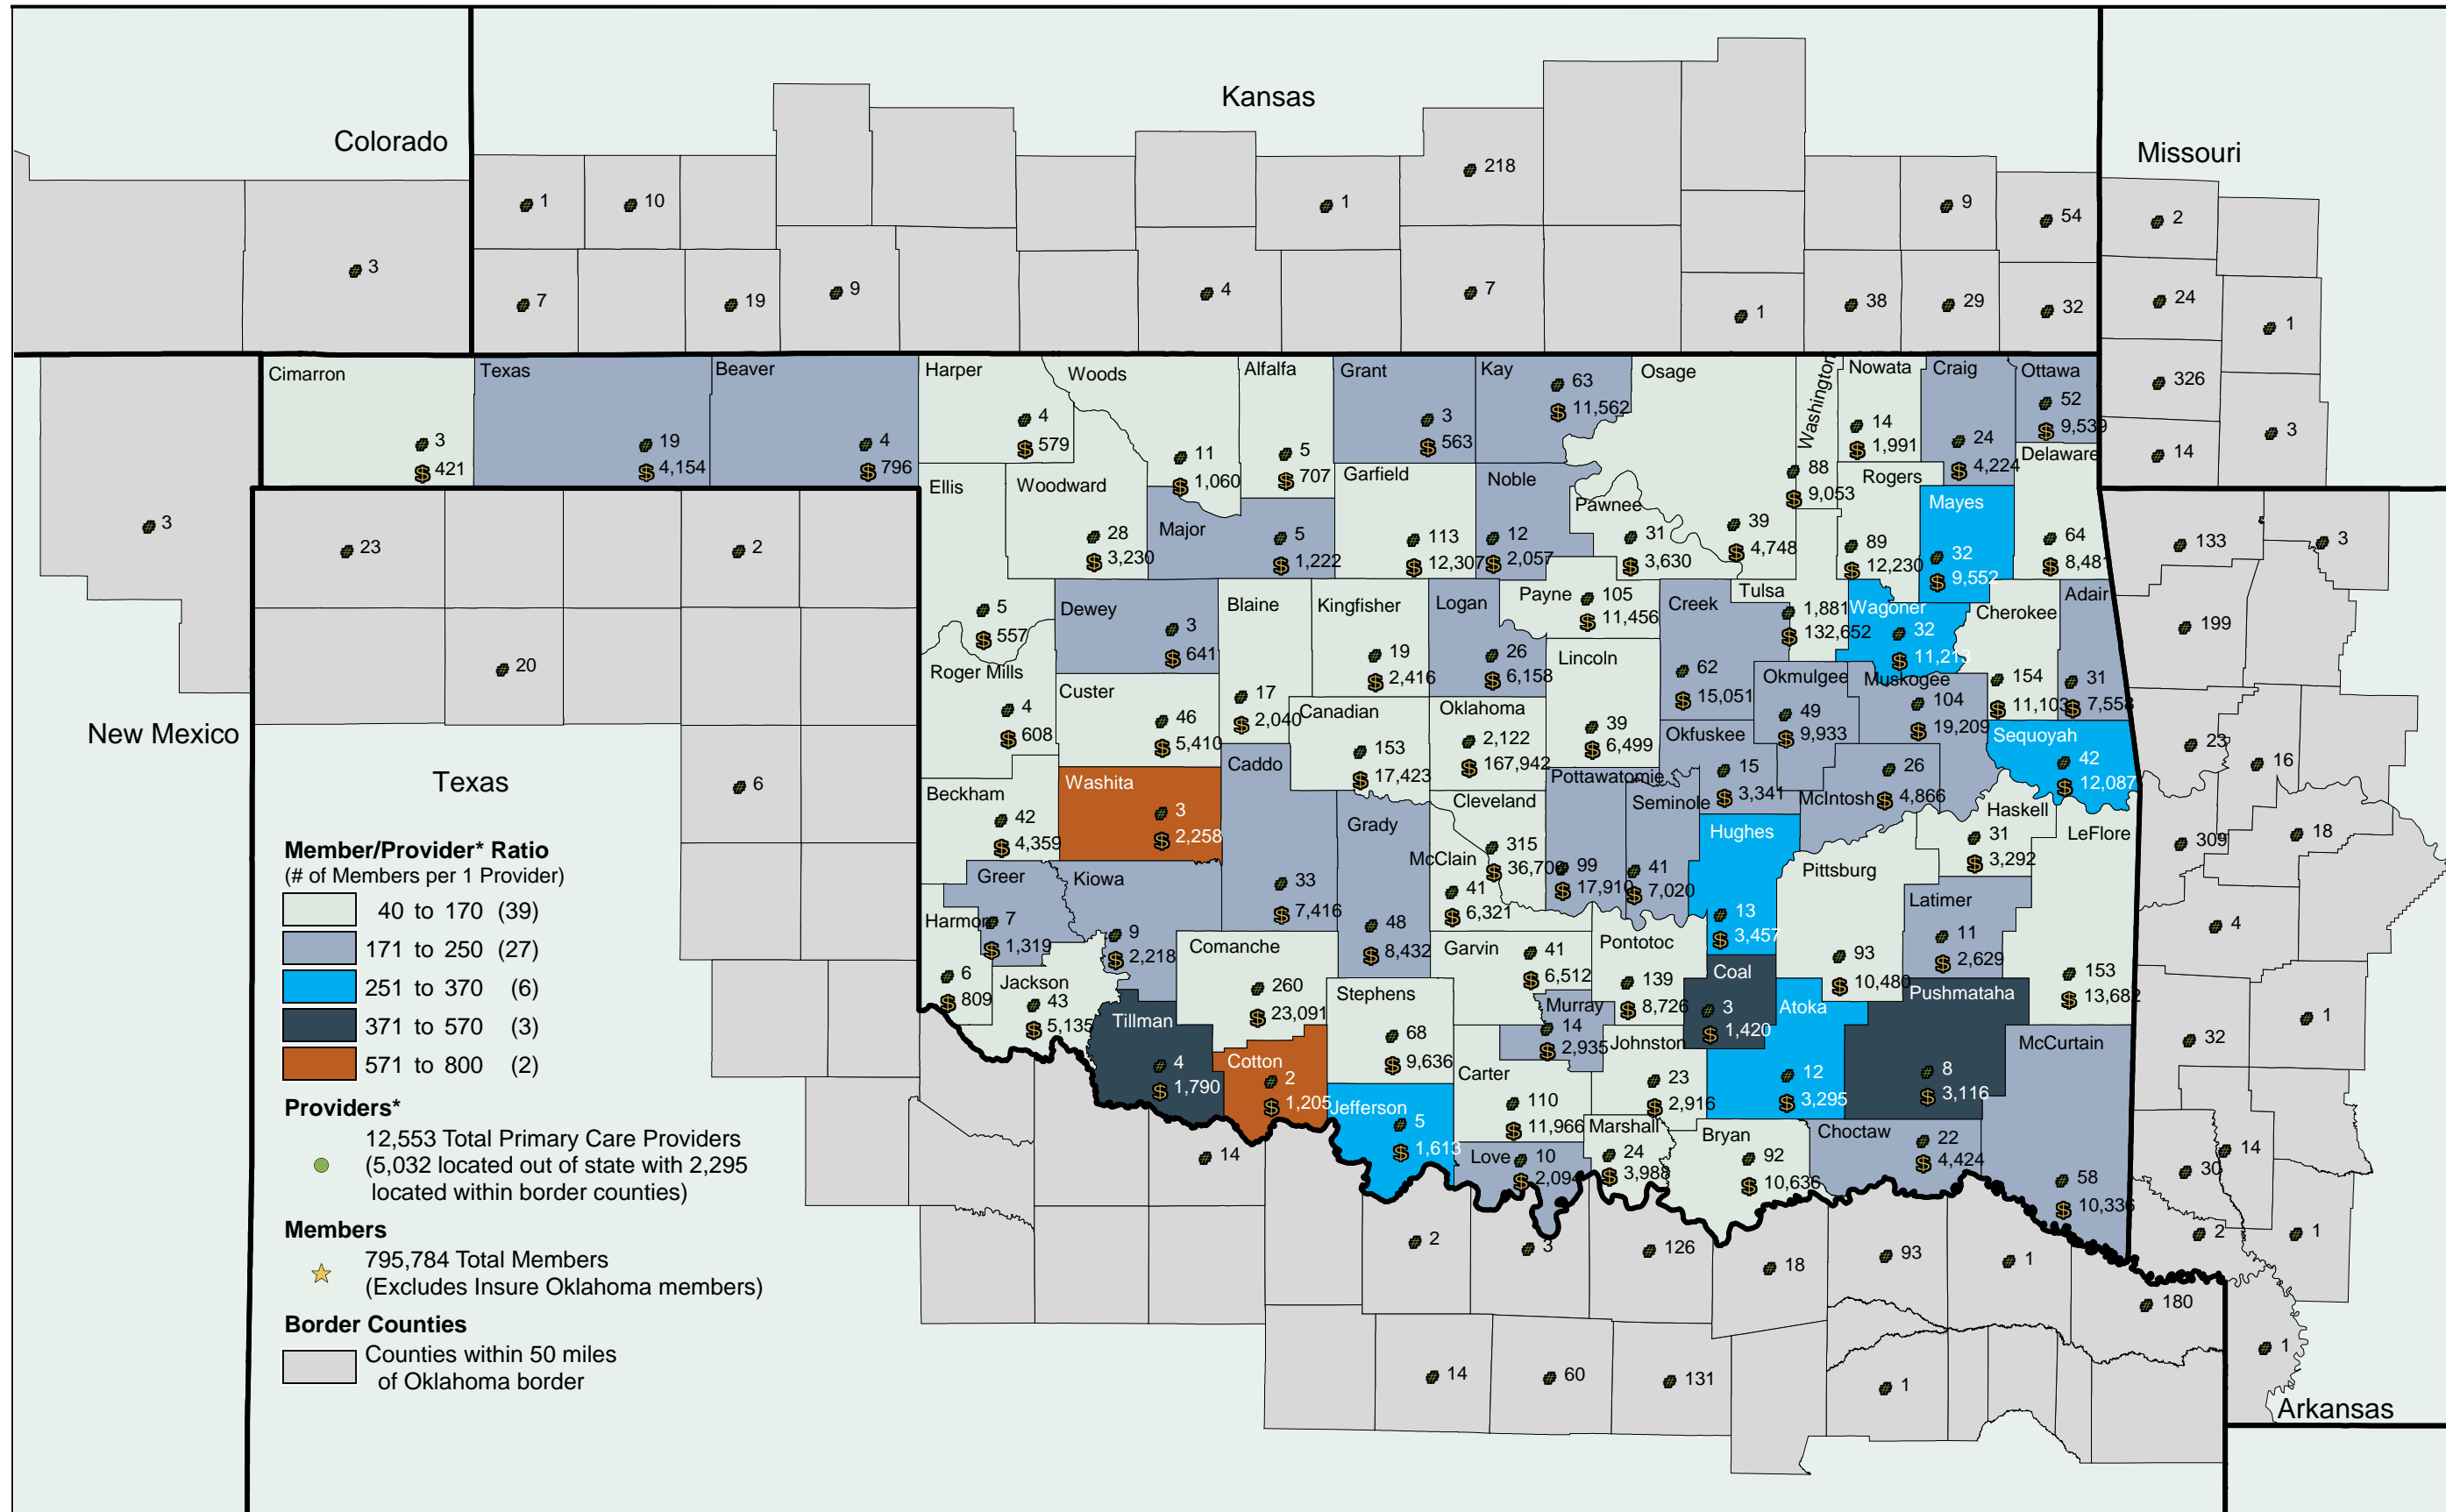 Kansas
Colorado
Missouri
218
1
10
1
9
54
2
3
7
19
9
4
7
1
38
29
32
24
1
326
3
14
Cimarron
3
421
Texas
19
4,154
Beaver
4
796
Harper
4
579
Woods
11
1,060
Alfalfa
5
707
Grant
3
563
Kay
63
11,562
Osage
39
4,748
Washington
88
9,053
Nowata
14
1,991
Craig
24
4,224
Ottawa
52
9,539
Delaware
64
8,481
Ellis
5
557
Woodward
28
3,230
Major
5
1,222
Garfield
113
12,307
Noble
12
2,057
Pawnee
31
3,630
Rogers
89
12,230
Mayes
32
9,552
3
23
2
133
3
Dewey
3
641
Blaine
17
2,040
Kingfisher
19
2,416
Logan
26
6,158
Payne
105
11,456
Creek
62
15,051
Tulsa
1,881
132,652
Wagoner
32
11,213
Cherokee
154
11,103
Adair
31
7,558
199
20
Roger Mills
4
608
Custer
46
5,410
Canadian
153
17,423
Oklahoma
2,122
167,942
Lincoln
39
6,499
Okmulgee
49
9,933
Muskogee
104
19,209
Okfuskee
15
3,341
Sequoyah
42
12,087
23
16
New Mexico
Texas
6
Beckham
42
4,359
Washita
3
2,258
Caddo
33
7,416
Grady
48
8,432
Cleveland
315
36,706
McClain
41
6,321
Pottawatomie
99
17,910
Seminole
41
7,020
McIntosh
26
4,866
Hughes
13
3,457
Haskell
31
3,292
LeFlore
153
13,682
309
18
4
Pittsburg
93
10,480
Latimer
11
2,629
Greer
7
1,319
Kiowa
9
2,218
Harmon
6
809
Jackson
43
5,135
Comanche
260
23,091
Garvin
41
6,512
Pontotoc
139
8,726
Coal
3
1,420
Atoka
12
3,295
Pushmataha
8
3,116
McCurtain
58
10,336
Tillman
4
1,790
Cotton
2
1,205
Stephens
68
9,636
Murray
14
2,935
Johnston
23
2,916
Jefferson
5
1,613
Carter
110
11,966
Love
10
2,094
Marshall
24
3,988
Bryan
92
10,636
Choctaw
22
4,424
32
1
14
30
2
1
1
14
2
3
126
18
93
1
180
14
60
131
1
Arkansas
Member/Provider* Ratio
(# of Members per 1 Provider)
40 to 170 (39)
171 to 250 (27)
251 to 370 (6)
371 to 570 (3)
571 to 800 (2)
Providers*
12,553 Total Primary Care Providers
(5,032 located out of state with 2,295
located within border counties)
Members
795,784 Total Members
(Excludes Insure Oklahoma members)
Border Counties
Counties within 50 miles
of Oklahoma border